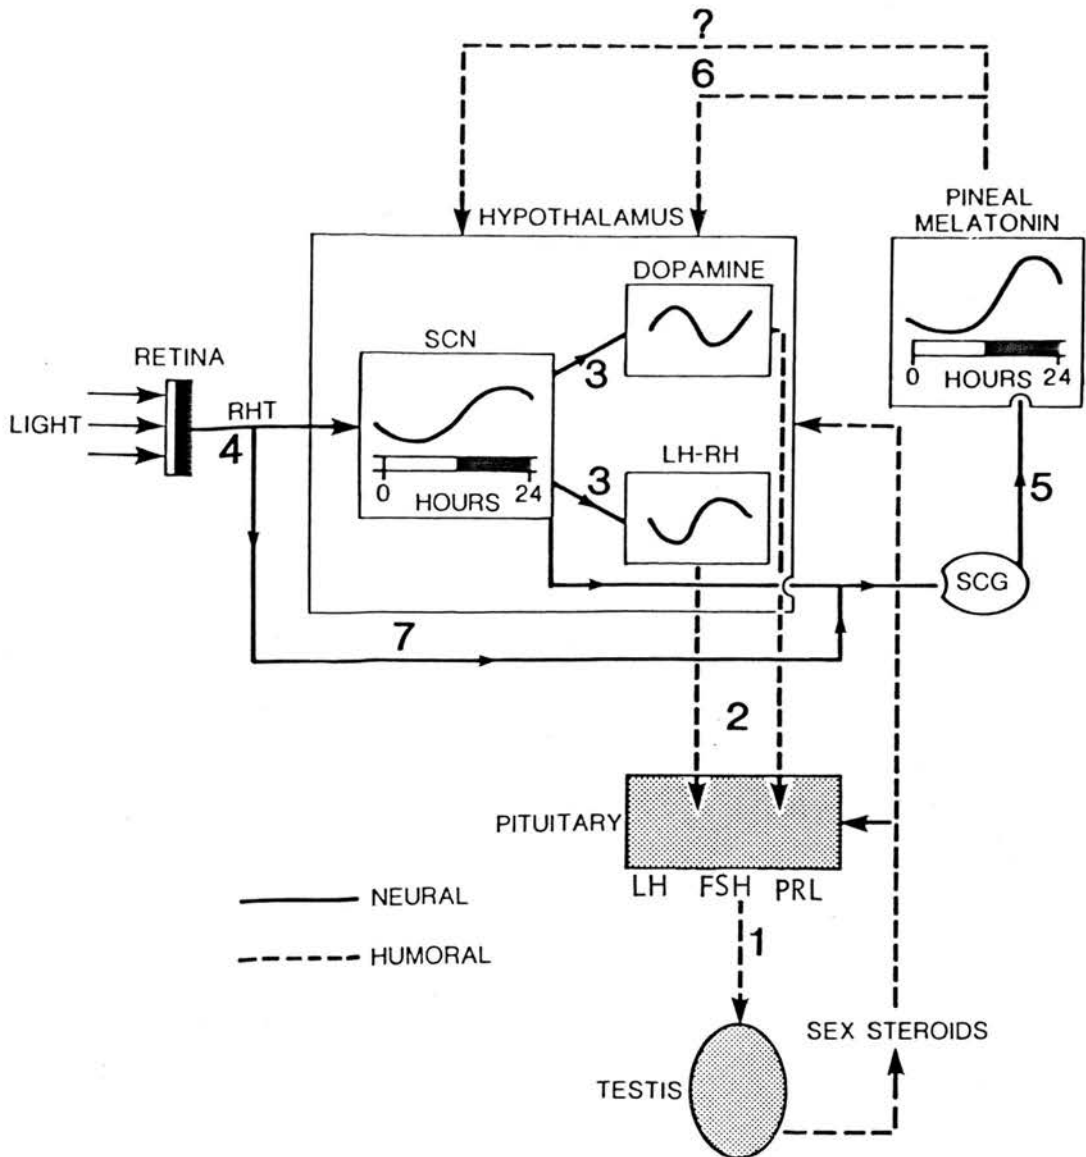 ?
6
PINEAL
MELATONIN
HYPOTHALAMUS
DOPAMINE
SCN
RETINA
3
0 HOURS 24
LIGHT
RHT
4
LH-RH
3
0 HOURS 24
5
SCG
7
2
PITUITARY
LH FSH PRL
NEURAL
1
HUMORAL
SEX STEROIDS
TESTIS